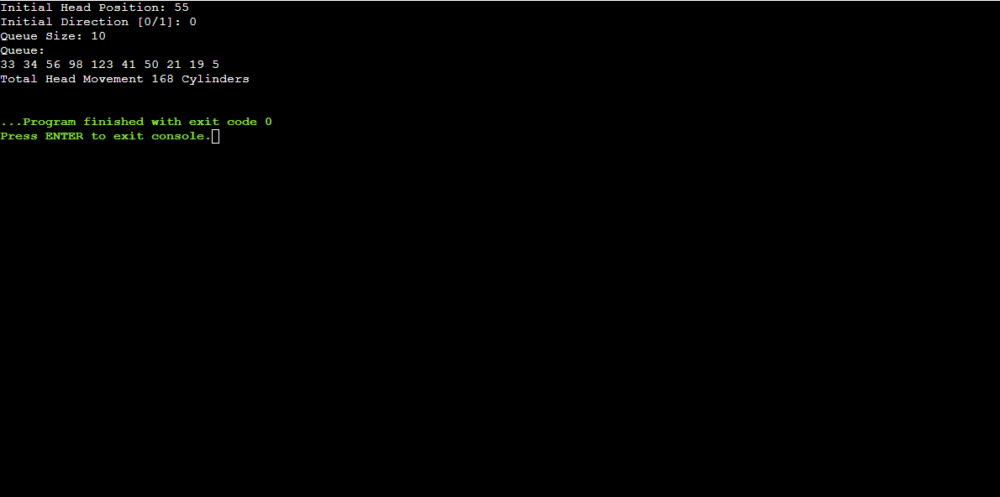 Initial Head Position: 55
Initial Direction [0/1]: 0
Queue Size: 10
Queue:
33 34 56 98 123 41 50 21 19 5
Total Head Movement 168 Cylinders
...Program finished with exit code 0
Press ENTER to exit console.